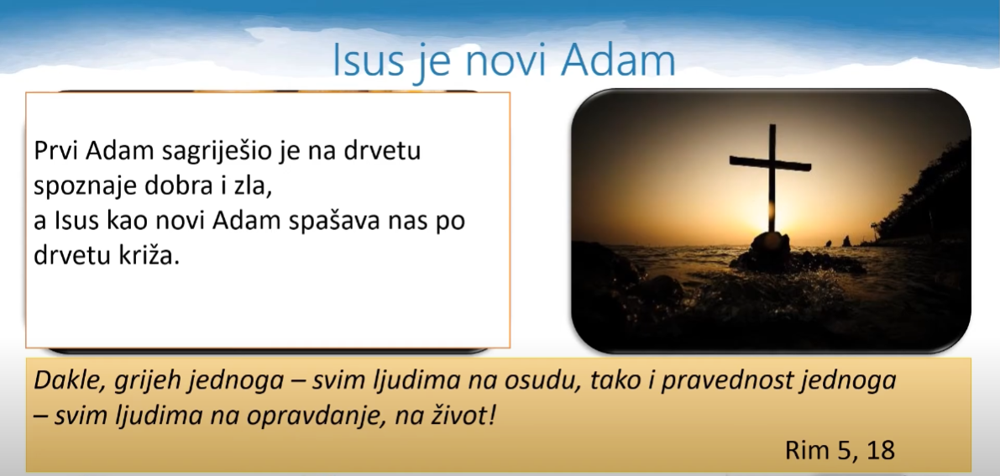 Isus je novi Adam
Prvi Adam sagriješio je na drvetu
spoznaje dobra i zla,
a Isus kao novi Adam spašava nas po
drvetu križa.
Dakle, grijeh jednoga – svim ljudima na osudu, tako i pravednost jednoga
– svim ljudima na opravdanje, na život!
Rim 5, 18